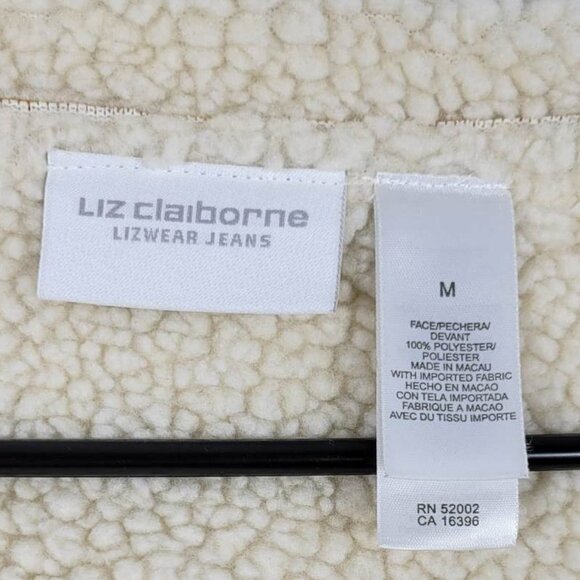 Liz claiborne
LIZWEAR JEANS
M
FACE/PECHERA/
DEVANT
100% POLYESTER/
POLIESTER
MADE IN MACAU
WITH IMPORTED FABRIC
HECHO EN MACAO
CON TELA IMPORTADA
FABRIQUE A MACAO
AVEC DU TISSU IMPORTE
RN 52002
CA 16396